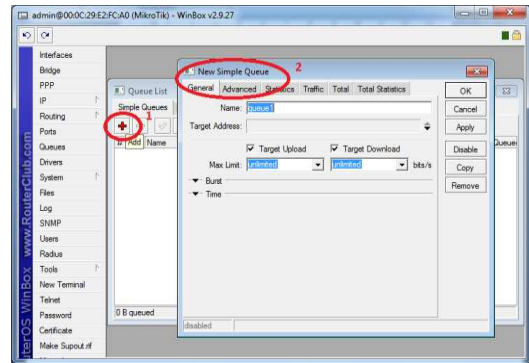 admin@00:0C:29:E2:FC:A0 (MikroTik) - WinBox v2.9.27
Interfaces
Bridge
PPP
IP
Routing
Ports
Queues
Drivers
System
Files
Log
SNMP
Users
Radius
Tools
New Terminal
Telnet
Password
Certificate
Make Supout.rif
uterOS WinBox www.RouterClub.com
Queue List
Simple Queues
1
# Add Name
0 B queued
New Simple Queue
2
General Advanced Statistics Traffic Total Total Statistics
Name: queue1
Target Address:
Target Upload Target Download
Max Limit: unlimited unlimited bits/s
Burst
Time
disabled
OK
Cancel
Apply
Disable
Copy
Remove